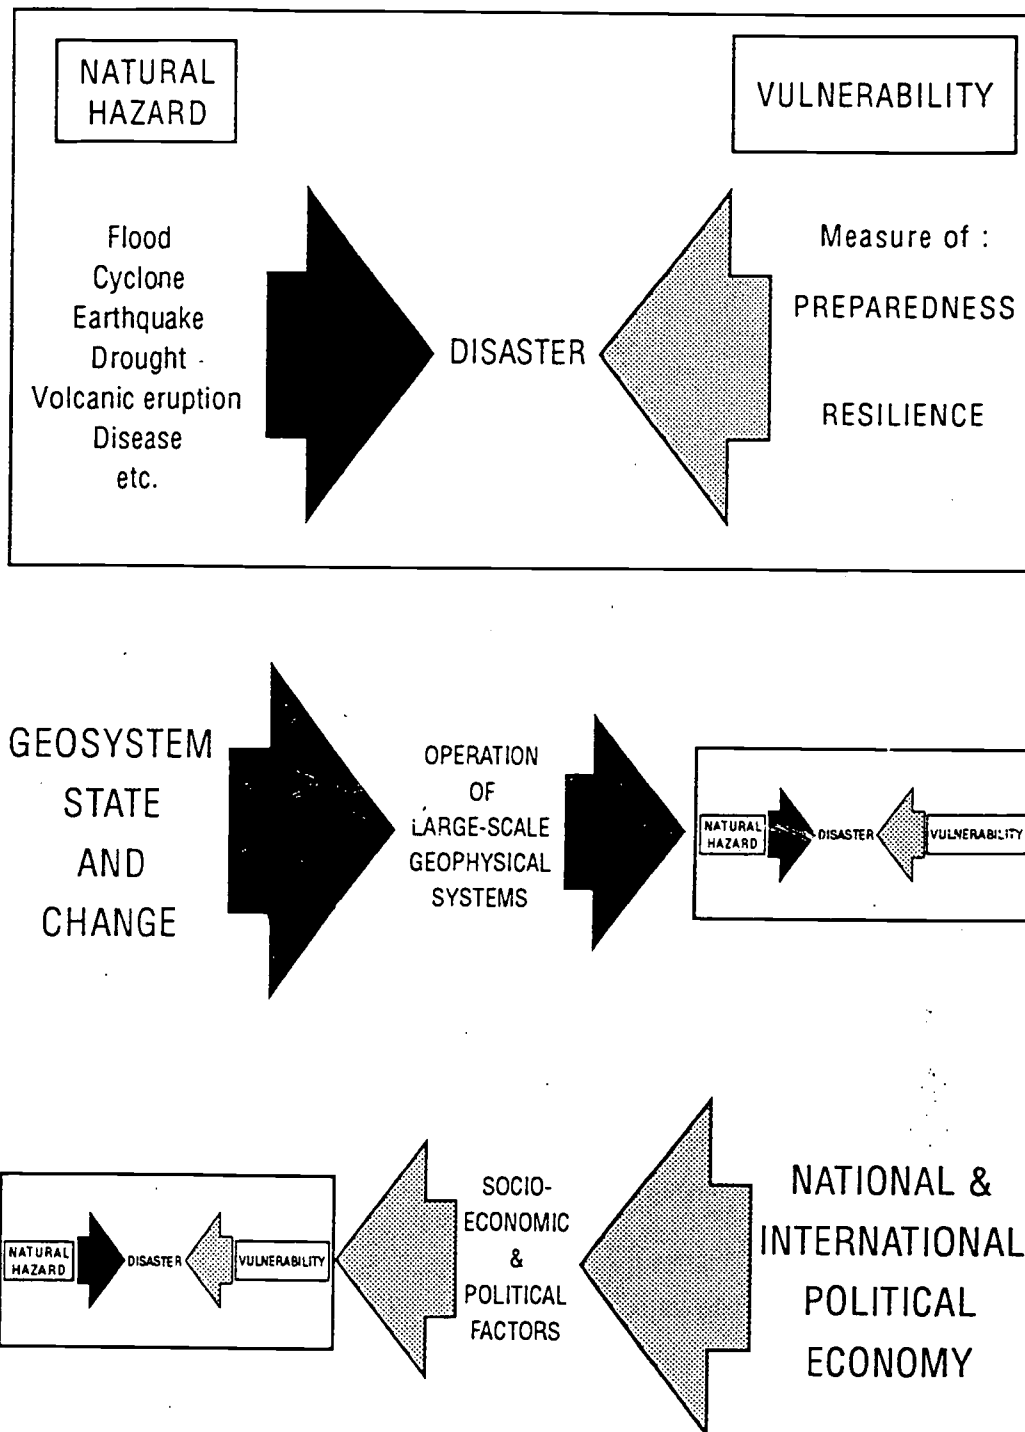 NATURAL
HAZARD
VULNERABILITY
Flood
Cyclone
Earthquake
Drought
Volcanic eruption
Disease
etc.
DISASTER
Measure of :
PREPAREDNESS
RESILIENCE
GEOSYSTEM
STATE
AND
CHANGE
OPERATION
OF
LARGE-SCALE
GEOPHYSICAL
SYSTEMS
NATURAL
HAZARD
DISASTER
VULNERABILITY
NATURAL
HAZARD
DISASTER
VULNERABILITY
SOCIO-
ECONOMIC
&
POLITICAL
FACTORS
NATIONAL &
INTERNATIONAL
POLITICAL
ECONOMY